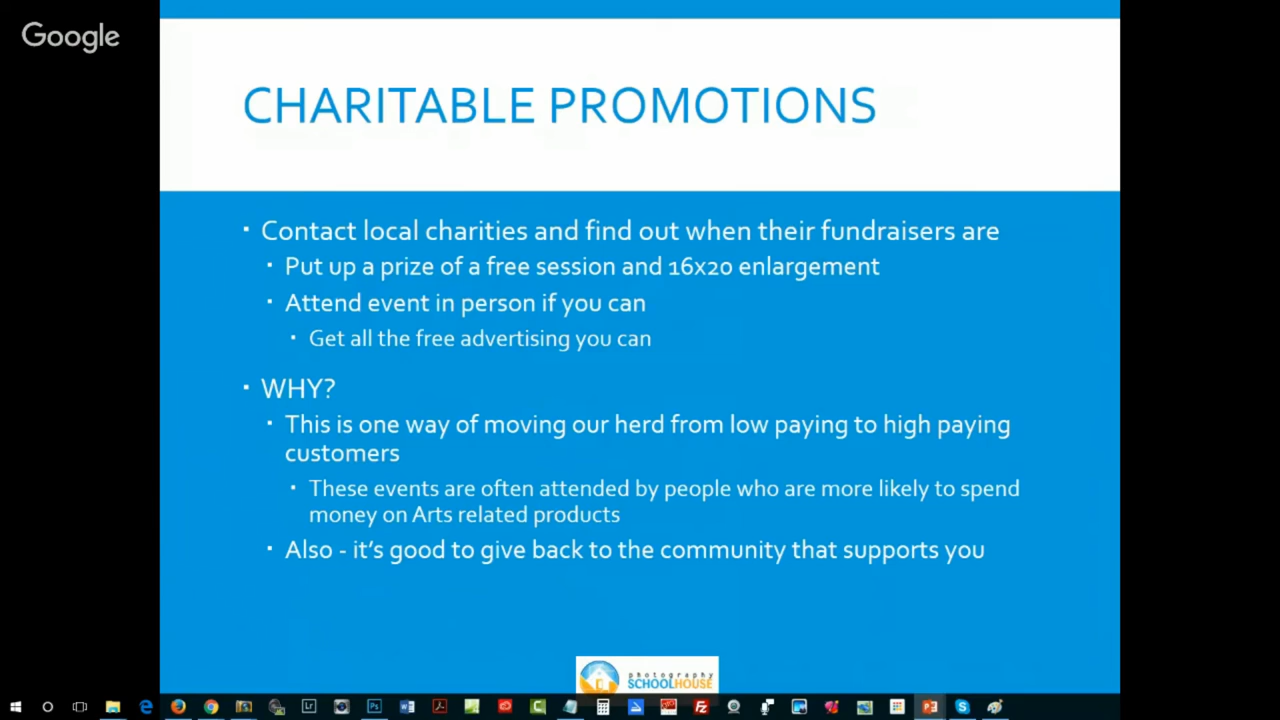 Google
CHARITABLE PROMOTIONS
▪ Contact local charities and find out when their fundraisers are
▪ Put up a prize of a free session and 16x20 enlargement
▪ Attend event in person if you can
▪ Get all the free advertising you can
▪ WHY?
▪ This is one way of moving our herd from low paying to high paying
customers
▪ These events are often attended by people who are more likely to spend
money on Arts related products
▪ Also - it's good to give back to the community that supports you
photography
SCHOOLHOUSE
Lr
Ps